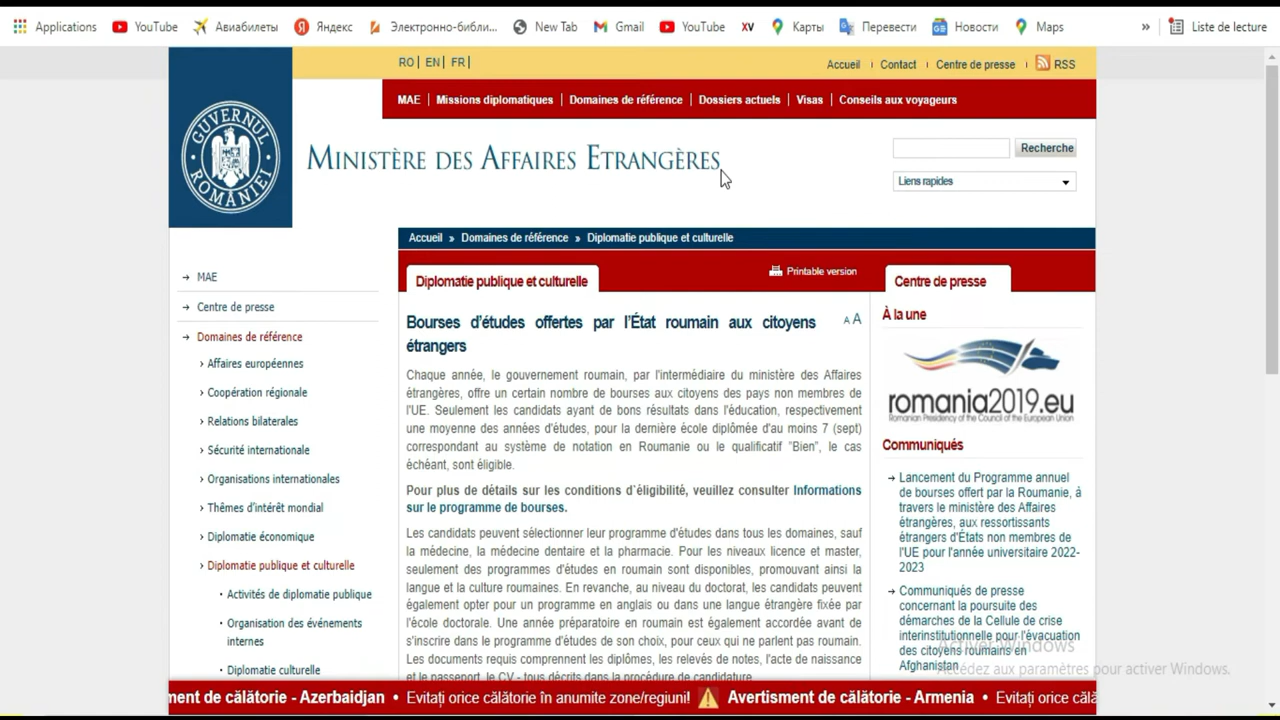 Applications YouTube Авиабилеты Яндекс Электронно-библи... New Tab Gmail YouTube XV Карты Перевести Новости Maps » Liste de lecture
RO | EN | FR |
Accueil Contact Centre de presse RSS
MAE Missions diplomatiques Domaines de référence Dossiers actuels Visas Conseils aux voyageurs
GUVERNUL ROMÂNIEI
MINISTÈRE DES AFFAIRES ETRANGÈRES
Recherche
Liens rapides
Accueil » Domaines de référence » Diplomatie publique et culturelle
MAE
Centre de presse
Domaines de référence
Affaires européennes
Coopération régionale
Relations bilaterales
Sécurité internationale
Organisations internationales
Thêmes d'intérêt mondial
Diplomatie économique
Diplomatie publique et culturelle
Activités de diplomatie publique
Organisation des événements
internes
Diplomatie culturelle
Diplomatie publique et culturelle
Printable version
Bourses d'études offertes par l'État roumain aux citoyens
étrangers
A A
Chaque année, le gouvernement roumain, par l'intermédiaire du ministère des Affaires
étrangères, offre un certain nombre de bourses aux citoyens des pays non membres de
l'UE. Seulement les candidats ayant de bons résultats dans l'éducation, respectivement
une moyenne des années d'études, pour la dernière école diplômée d'au moins 7 (sept)
correspondant au système de notation en Roumanie ou le qualificatif "Bien", le cas
èchéant, sont éligible.
Pour plus de détails sur les conditions d`éligibilité, veuillez consulter Informations
sur le programme de bourses.
Les candidats peuvent sélectionner leur programme d'études dans tous les domaines, sauf
la médecine, la médecine dentaire et la pharmacie. Pour les niveaux licence et master,
seulement des programmes d'études en roumain sont disponibles, promouvant ainsi la
langue et la culture roumaines. En revanche, au niveau du doctorat, les candidats peuvent
également opter pour un programme en anglais ou dans une langue étrangère fixée par
l'école doctorale. Une année préparatoire en roumain est également accordée avant de
s'inscrire dans le programme d'études de son choix, pour ceux qui ne parlent pas roumain.
Les documents requis comprennent les diplômes, les relevés de notes, l'acte de naissance
et le passeport, le CV - tous décrits dans la procédure de candidature.
Centre de presse
À la une
romania2019.eu
Romanian Presidency of the Council of the European Union
Communiqués
Lancement du Programme annuel
de bourses offert par la Roumanie, à
travers le ministère des Affaires
étrangères, aux ressortissants
étrangers d'États non membres de
l'UE pour l'année universitaire 2022-
2023
Communiqués de presse
concernant la poursuite des
démarches de la Cellule de crise
interinstitutionnelle pour l'évacuation
des citoyens roumains en
Afghanistan
Activer Windows
Accédez aux paramètres pour activer Windows.
ment de călătorie - Azerbaidjan • Evitați orice călătorie în anumite zone/regiuni! Avertisment de călătorie - Armenia • Evitați orice călă